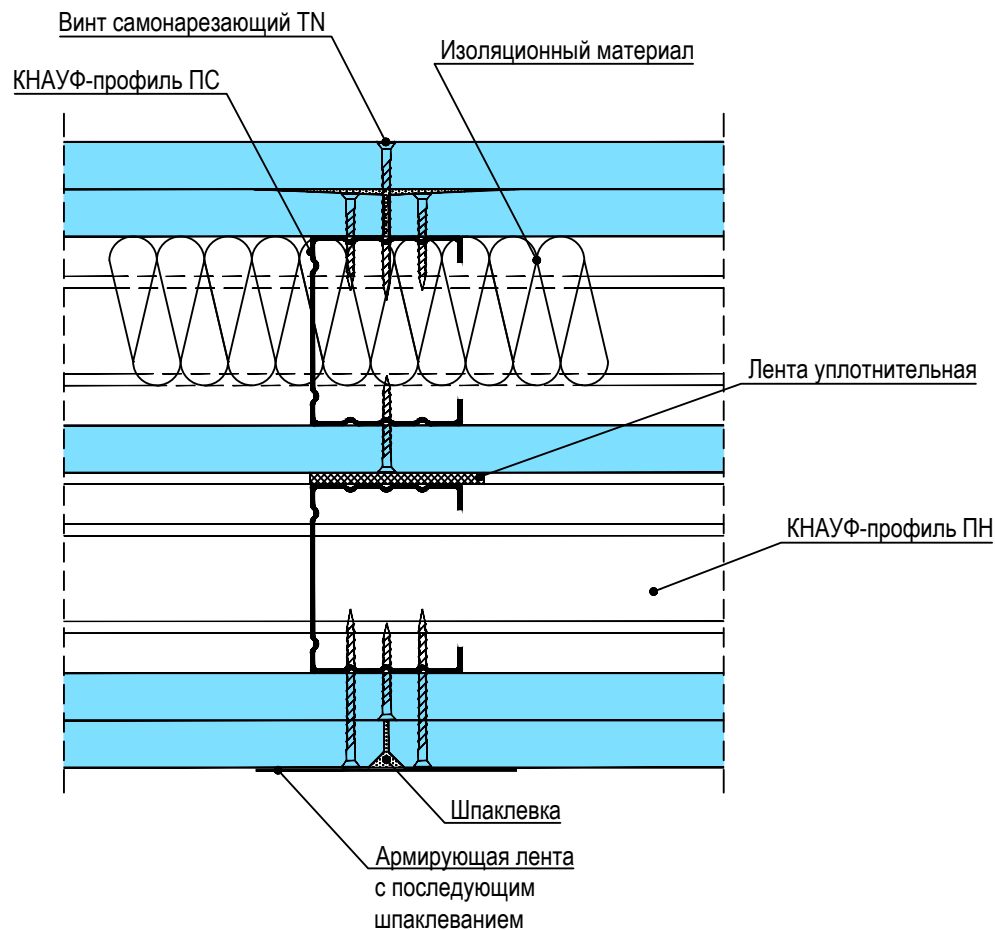 Винт самонарезающий TN
Изоляционный материал
КНАУФ-профиль ПС
Лента уплотнительная
КНАУФ-профиль ПН
Шпаклевка
Армирующая лента
с последующим
шпаклеванием